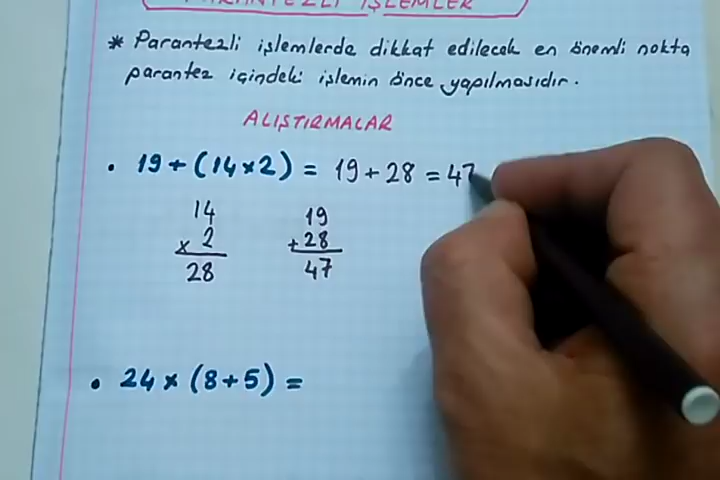 İŞLEMLER
* Parantezli işlemlerde dikkat edilecek en önemli nokta
parantez içindeki işlemin önce yapılmasıdır.
ALIŞTIRMALAR
• 19 + (14 × 2) = 19 + 28 = 47
14 19
× 2 + 28
28 47
• 24 × (8 + 5) =